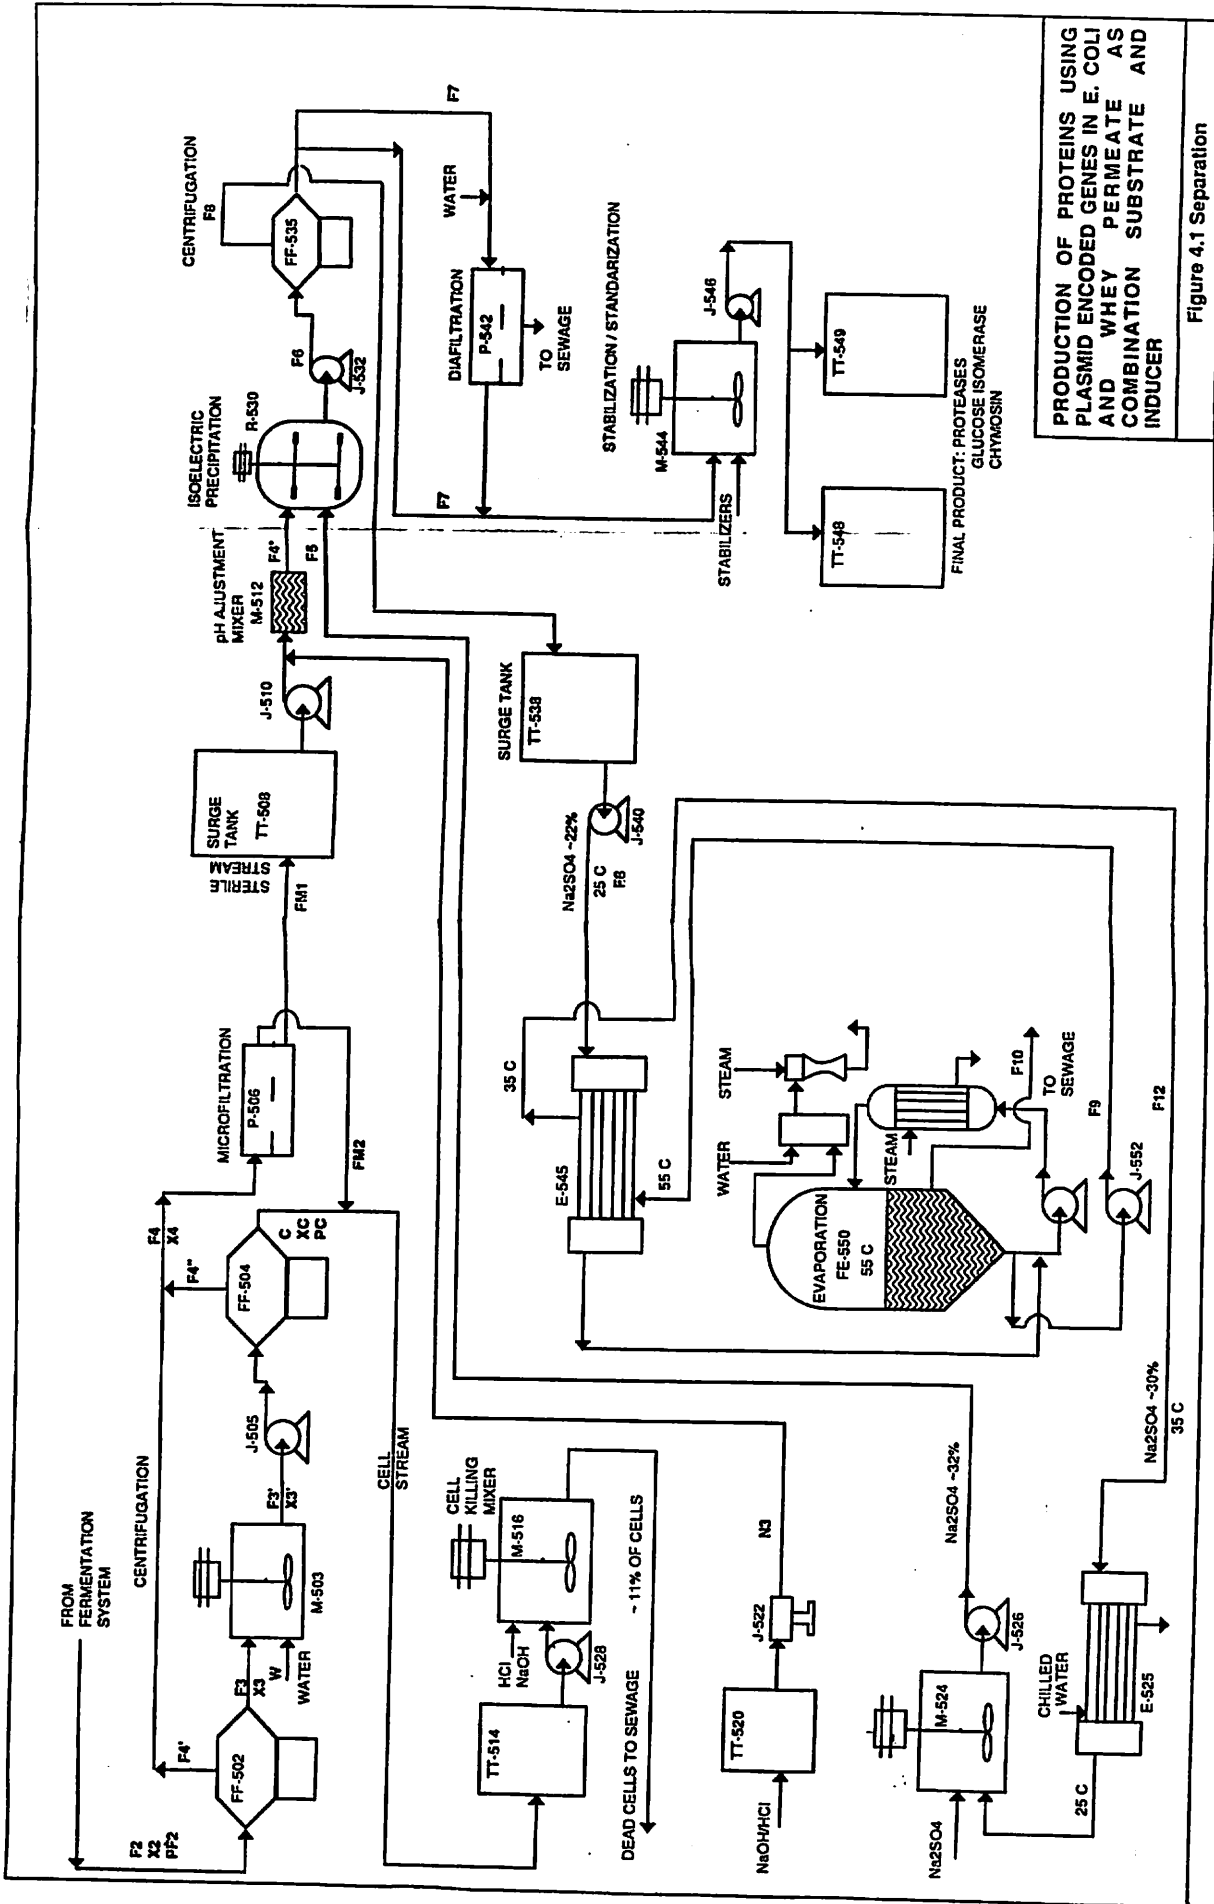 FROM
FERMENTATION
SYSTEM
F2
X2
PF2
FF-502
F4'
CENTRIFUGATION
F3
X3
W
WATER
M-503
F3'
X3'
J-505
FF-504
F4"
F4
X4
C
XC
PC
MICROFILTRATION
P-506
FM2
FM1
STERILE
STREAM
SURGE
TANK
TT-508
J-510
pH AJUSTMENT
MIXER
M-512
F4*
F5
ISOELECTRIC
PRECIPITATION
R-530
J-532
F6
CENTRIFUGATION
F8
FF-535
F7
WATER
DIAFILTRATION
P-542
TO
SEWAGE
F7
CELL
STREAM
TT-514
J-528
HCl
NaOH
CELL
KILLING
MIXER
M-516
DEAD CELLS TO SEWAGE
~ 11% OF CELLS
SURGE TANK
TT-538
J-540
Na2SO4 ~22%
25 C
F8
35 C
E-545
55 C
STABILIZATION / STANDARIZATION
M-544
STABILIZERS
J-546
TT-548
TT-549
FINAL PRODUCT: PROTEASES
GLUCOSE ISOMERASE
CHYMOSIN
NaOH/HCl
TT-520
J-522
N3
WATER
STEAM
EVAPORATION
FE-550
55 C
STEAM
F10
TO
SEWAGE
F9
J-552
F12
Na2SO4
M-524
J-526
Na2SO4 ~32%
25 C
CHILLED
WATER
E-525
Na2SO4 ~30%
35 C
PRODUCTION OF PROTEINS USING
PLASMID ENCODED GENES IN E. COLI
AND WHEY PERMEATE AS
COMBINATION SUBSTRATE AND
INDUCER
Figure 4.1 Separation